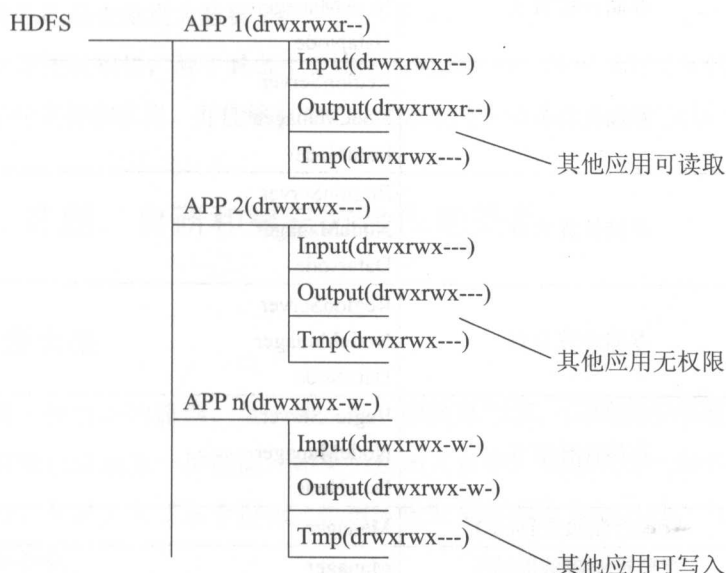 HDFS APP 1(drwxrwxr--)
Input(drwxrwxr--)
Output(drwxrwxr--)
Tmp(drwxrwx---)
其他应用可读取
APP 2(drwxrwx---)
Input(drwxrwx---)
Output(drwxrwx---)
Tmp(drwxrwx---)
其他应用无权限
APP n(drwxrwx-w-)
Input(drwxrwx-w-)
Output(drwxrwx-w-)
Tmp(drwxrwx---)
其他应用可写入